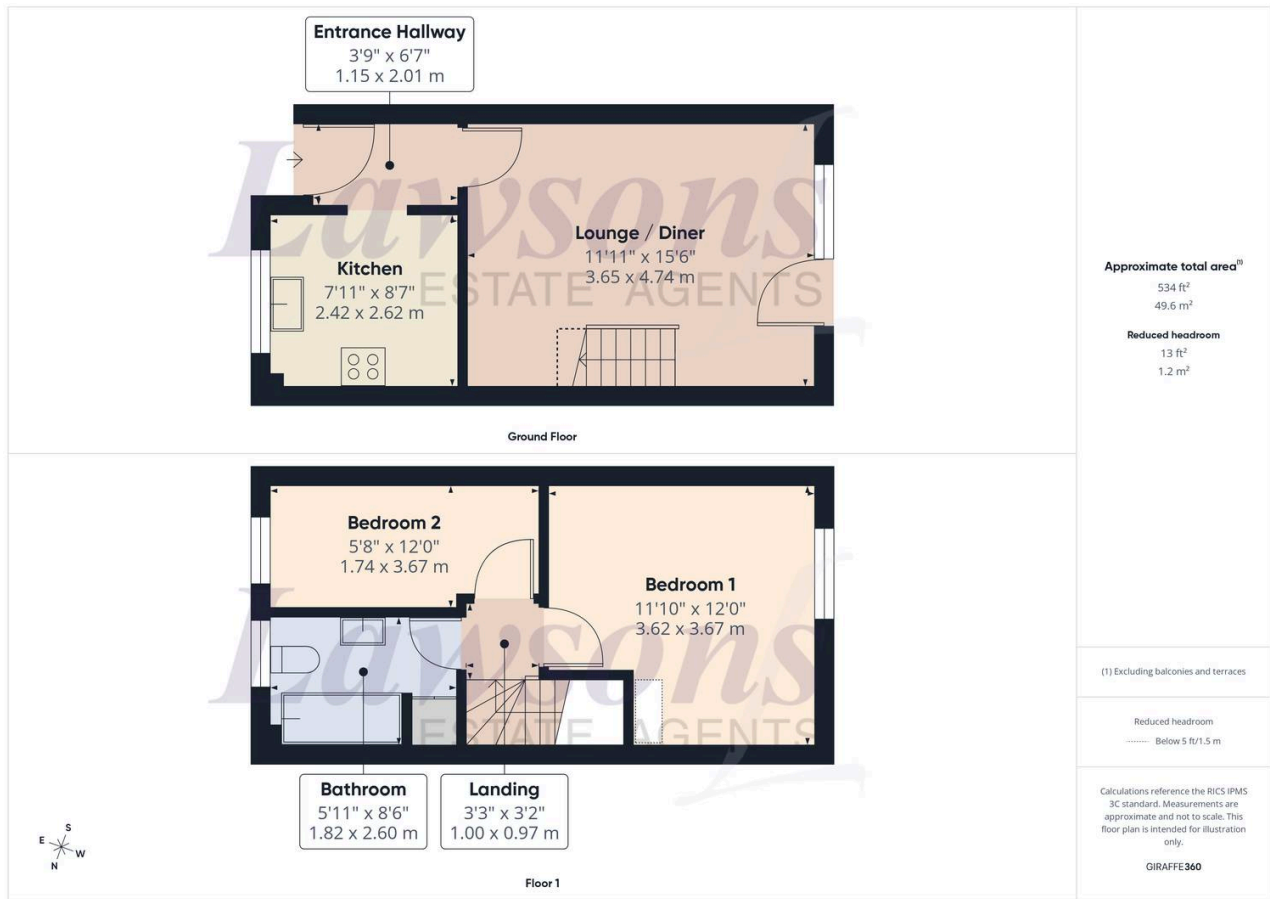 Entrance Hallway
3'9" x 6'7"
1.15 x 2.01 m
Lawsons
ESTATE AGENTS
Lounge / Diner
11'11" x 15'6"
3.65 x 4.74 m
Kitchen
7'11" x 8'7"
2.42 x 2.62 m
Ground Floor
Bedroom 2
5'8" x 12'0"
1.74 x 3.67 m
Bedroom 1
11'10" x 12'0"
3.62 x 3.67 m
Lawsons
ESTATE AGENTS
Bathroom
5'11" x 8'6"
1.82 x 2.60 m
Landing
3'3" x 3'2"
1.00 x 0.97 m
S
E
W
N
Floor 1
Approximate total area(1)
534 ft²
49.6 m²
Reduced headroom
13 ft²
1.2 m²
(1) Excluding balconies and terraces
Reduced headroom
Below 5 ft/1.5 m
Calculations reference the RICS IPMS
3C standard. Measurements are
approximate and not to scale. This
floor plan is intended for illustration
only.
GIRAFFE360